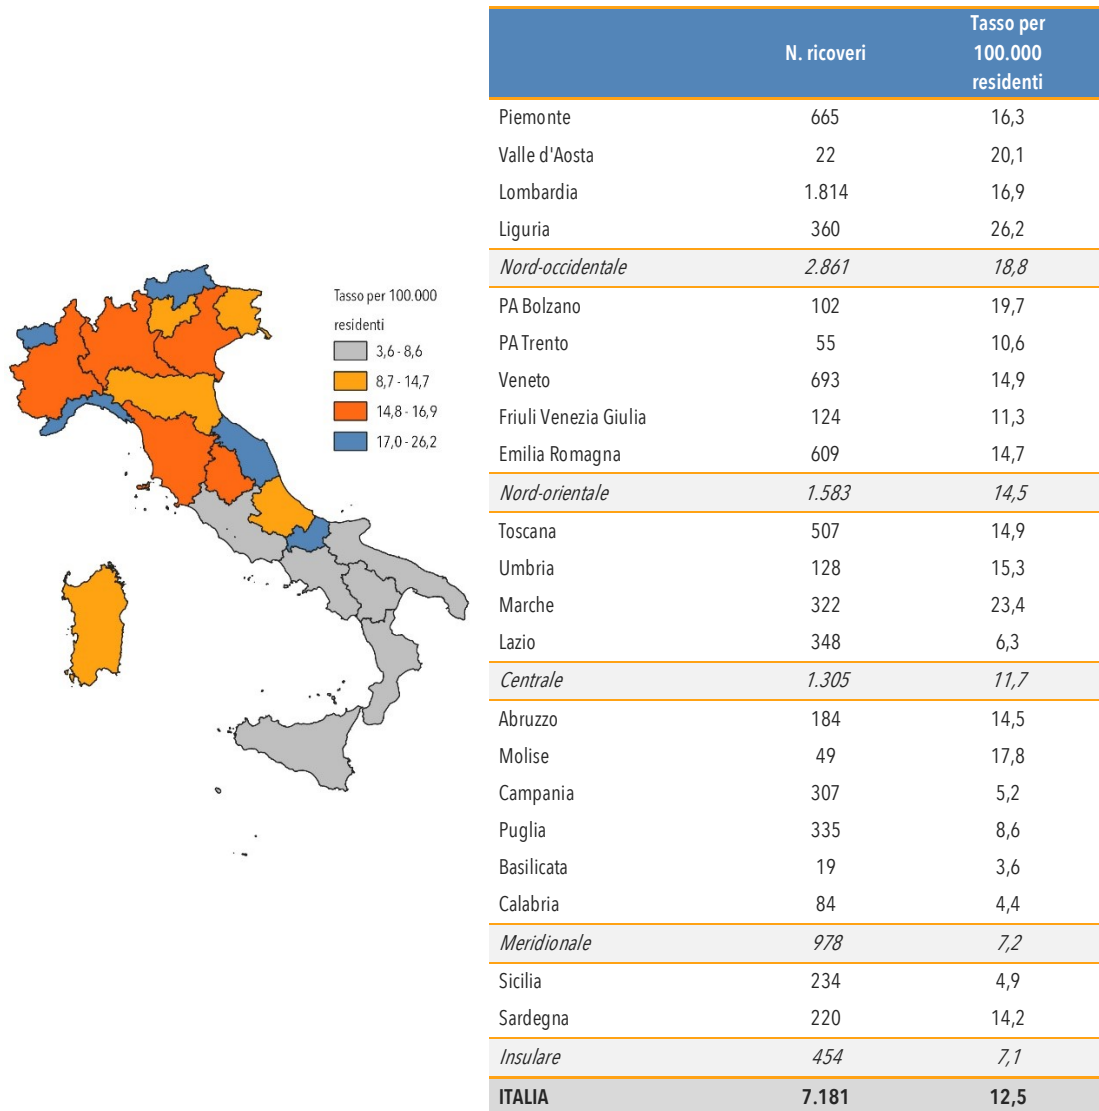 Tasso per 100.000
residenti
3,6 - 8,6
8,7 - 14,7
14,8 - 16,9
17,0 - 26,2
N. ricoveri Tasso per 100.000 residenti
Piemonte 665 16,3
Valle d'Aosta 22 20,1
Lombardia 1.814 16,9
Liguria 360 26,2
Nord-occidentale 2.861 18,8
PA Bolzano 102 19,7
PA Trento 55 10,6
Veneto 693 14,9
Friuli Venezia Giulia 124 11,3
Emilia Romagna 609 14,7
Nord-orientale 1.583 14,5
Toscana 507 14,9
Umbria 128 15,3
Marche 322 23,4
Lazio 348 6,3
Centrale 1.305 11,7
Abruzzo 184 14,5
Molise 49 17,8
Campania 307 5,2
Puglia 335 8,6
Basilicata 19 3,6
Calabria 84 4,4
Meridionale 978 7,2
Sicilia 234 4,9
Sardegna 220 14,2
Insulare 454 7,1
ITALIA 7.181 12,5